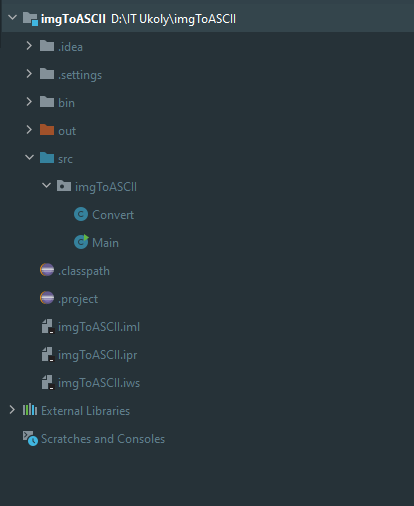 imgToASCII D:\IT Ukoly\imgToASCII
.idea
.settings
bin
out
src
imgToASCII
Convert
Main
.classpath
.project
imgToASCII.iml
imgToASCII.ipr
imgToASCII.iws
External Libraries
Scratches and Consoles